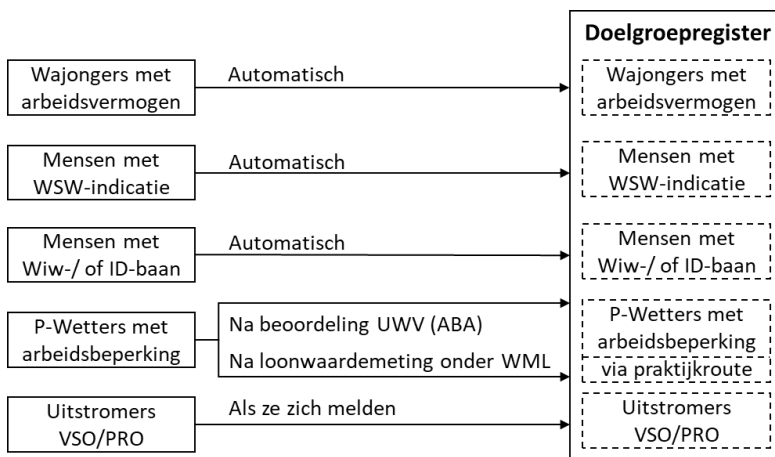 Doelgroepregister
Wajongers met
arbeidsvermogen
Automatisch
Wajongers met
arbeidsvermogen
Mensen met
WSW-indicatie
Automatisch
Mensen met
WSW-indicatie
Mensen met
Wiw-/ of ID-baan
Automatisch
Mensen met
Wiw-/ of ID-baan
P-Wetters met
arbeidsbeperking
Na beoordeling UWV (ABA)
Na loonwaardemeting onder WML
P-Wetters met
arbeidsbeperking
via praktijkroute
Uitstromers
VSO/PRO
Als ze zich melden
Uitstromers
VSO/PRO